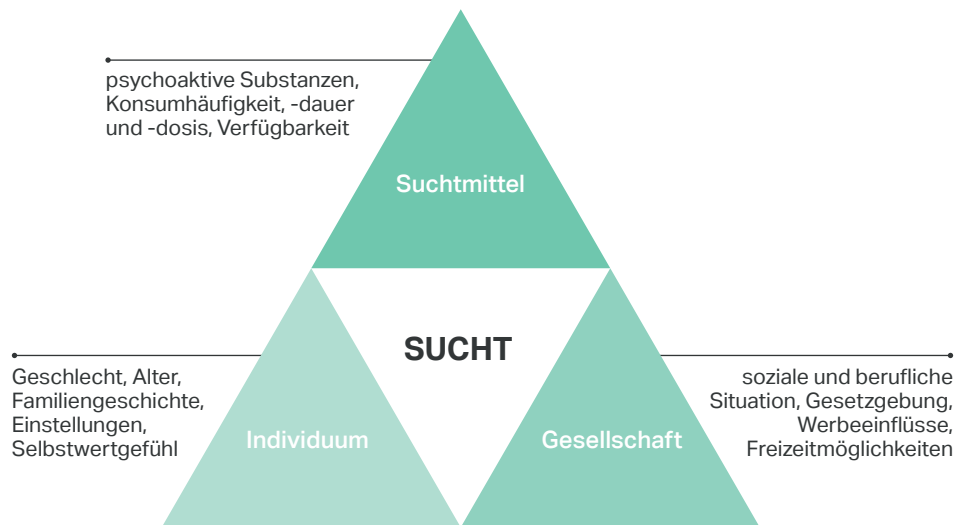 psychoaktive Substanzen,
Konsumhäufigkeit, -dauer
und -dosis, Verfügbarkeit
Suchtmittel
SUCHT
Geschlecht, Alter,
Familiengeschichte,
Einstellungen,
Selbstwertgefühl
Individuum
Gesellschaft
soziale und berufliche
Situation, Gesetzgebung,
Werbeeinflüsse,
Freizeitmöglichkeiten